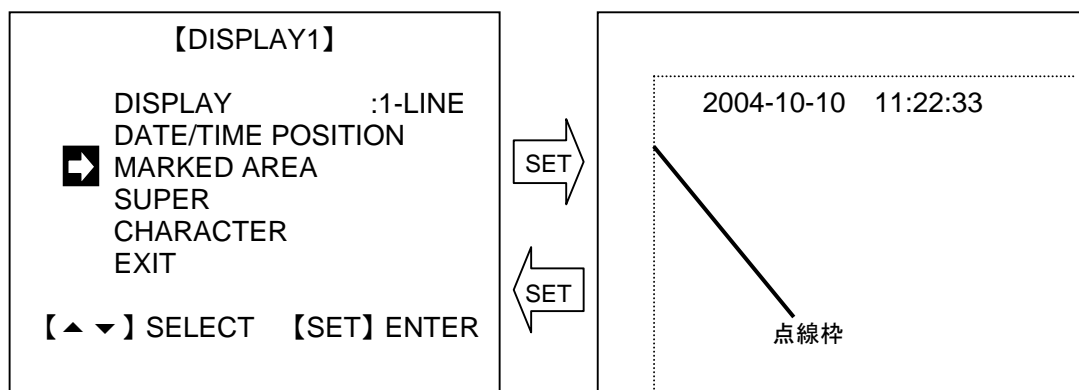 【DISPLAY1】
DISPLAY :1-LINE
DATE/TIME POSITION
MARKED AREA
SUPER
CHARACTER
EXIT
【▲ ▼】SELECT 【SET】ENTER
SET
SET
2004-10-10 11:22:33
点線枠